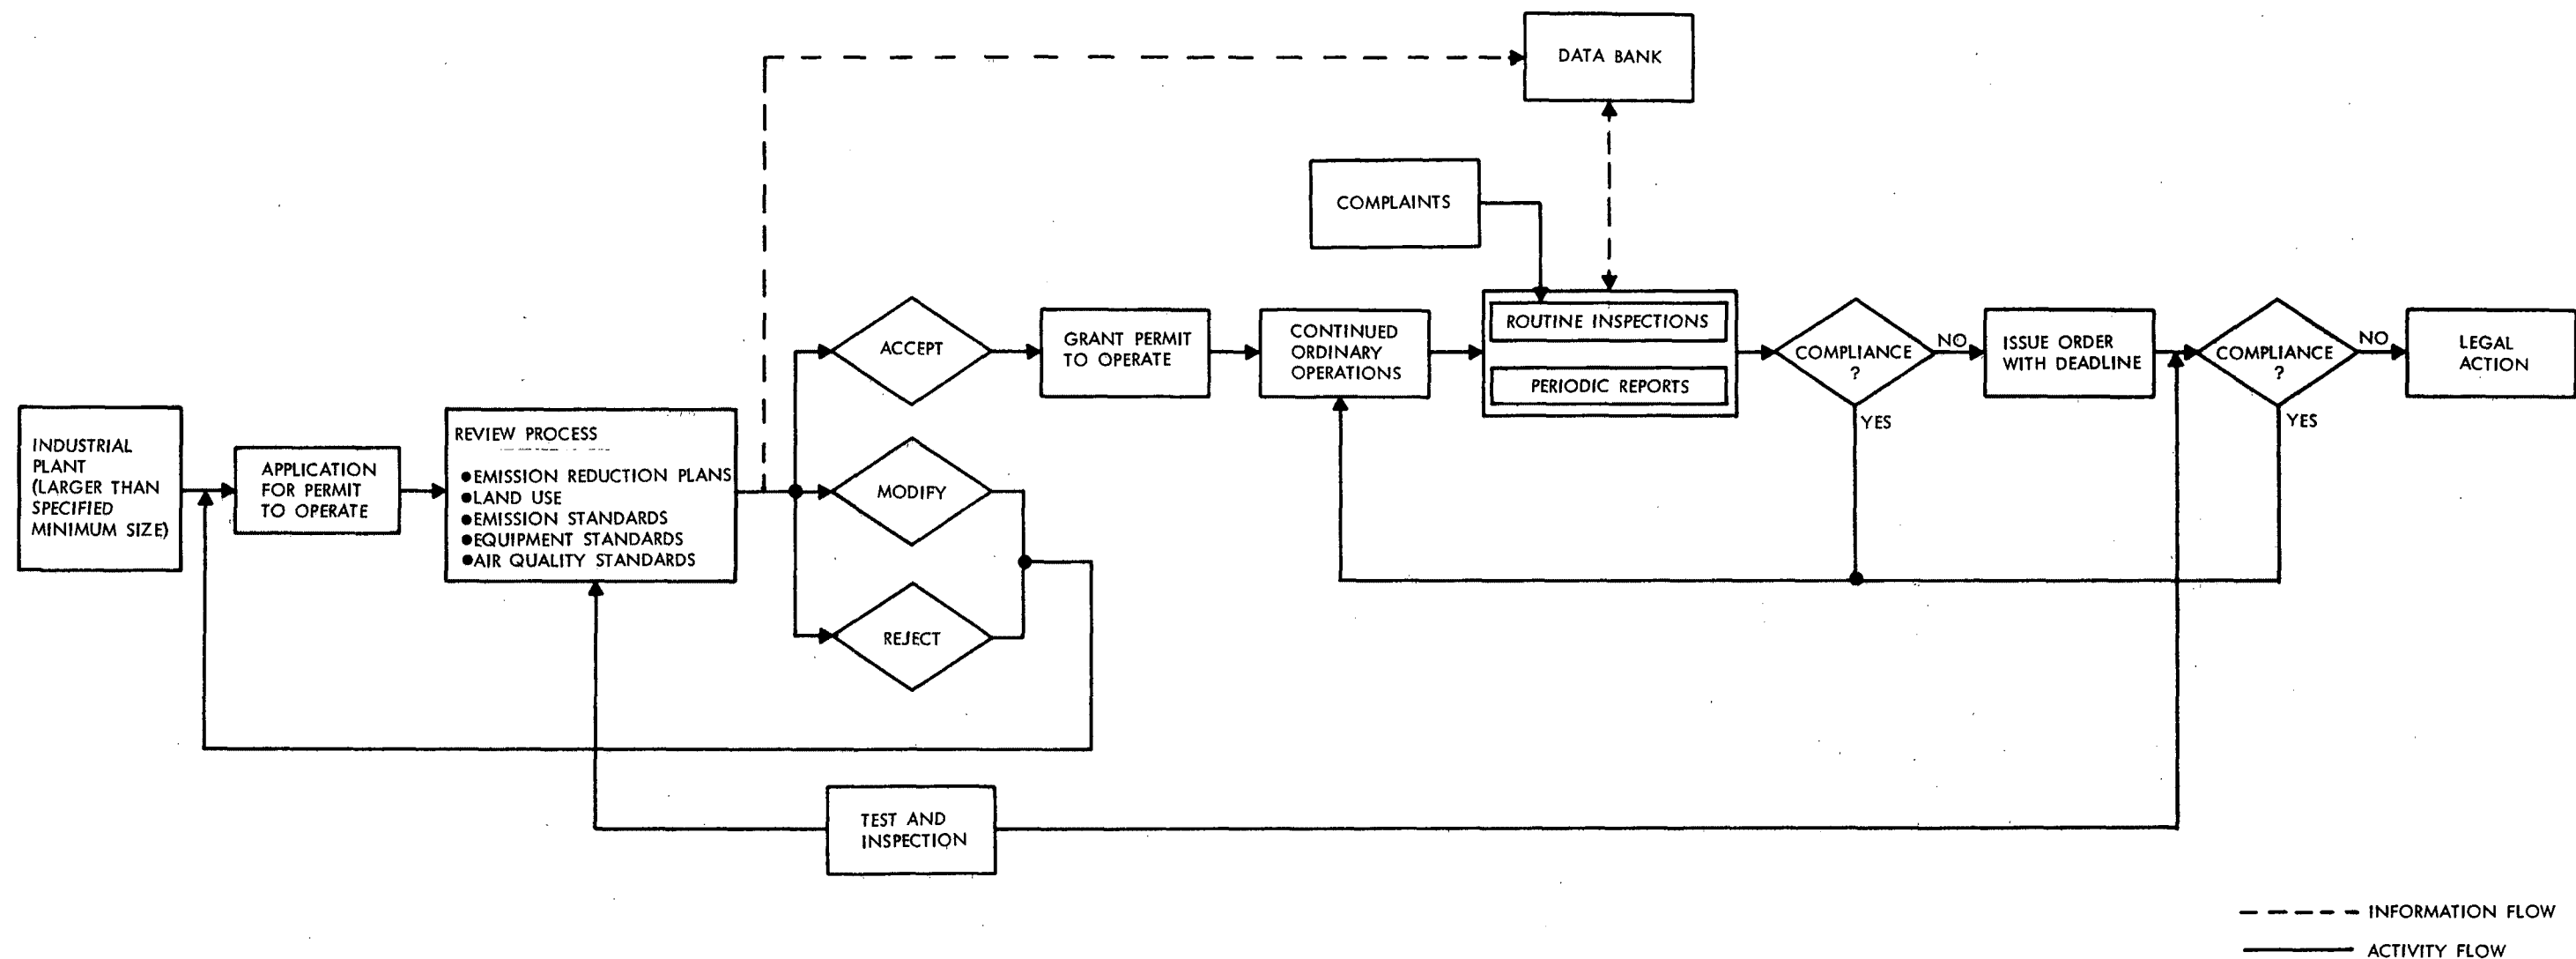 DATA BANK
COMPLAINTS
ROUTINE INSPECTIONS
PERIODIC REPORTS
ACCEPT
GRANT PERMIT
TO OPERATE
CONTINUED
ORDINARY
OPERATIONS
COMPLIANCE
?
NO
YES
ISSUE ORDER
WITH DEADLINE
COMPLIANCE
?
NO
YES
LEGAL
ACTION
INDUSTRIAL
PLANT
(LARGER THAN
SPECIFIED
MINIMUM SIZE)
APPLICATION
FOR PERMIT
TO OPERATE
REVIEW PROCESS
●EMISSION REDUCTION PLANS
●LAND USE
●EMISSION STANDARDS
●EQUIPMENT STANDARDS
●AIR QUALITY STANDARDS
MODIFY
REJECT
TEST AND
INSPECTION
INFORMATION FLOW
ACTIVITY FLOW